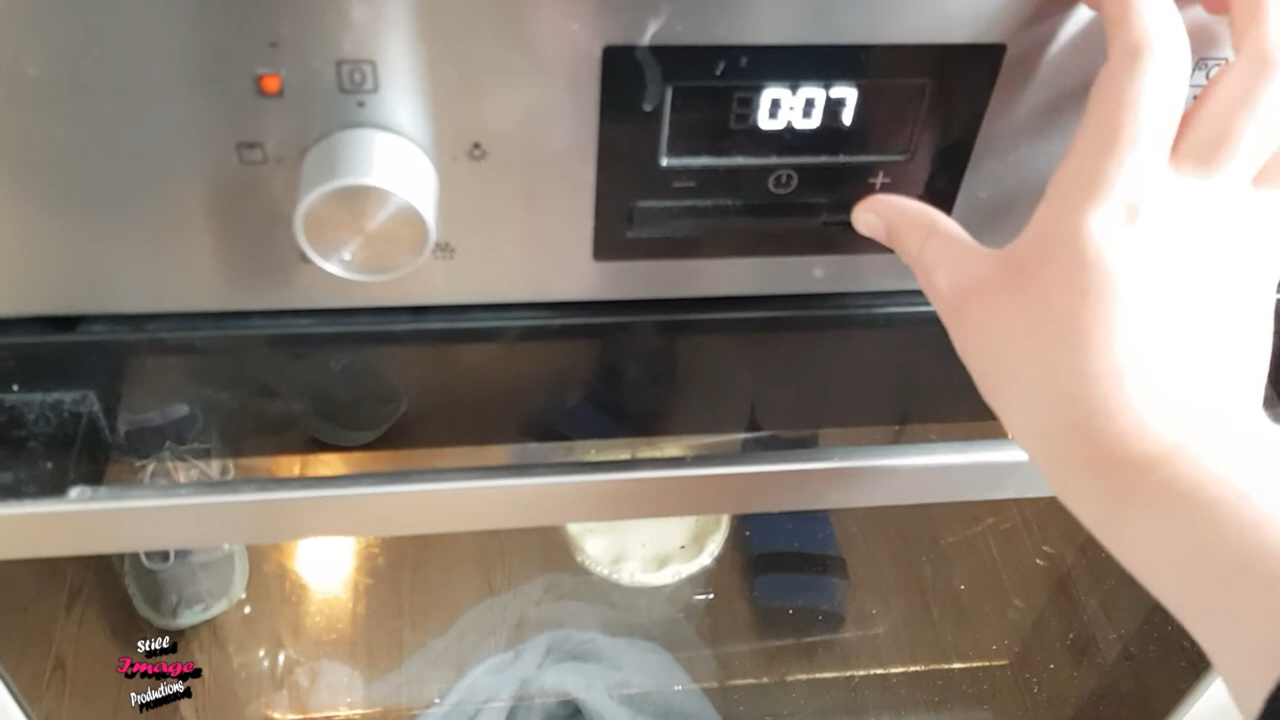 °C
0:07
− +
Still
Image
Productions